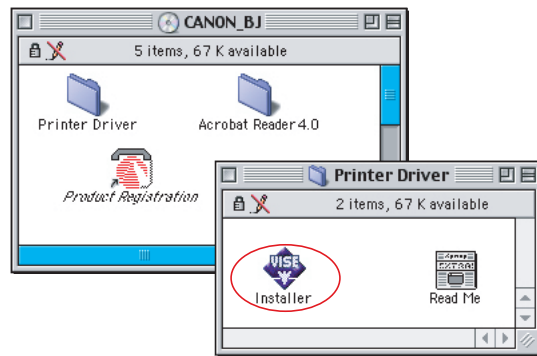 CANON_BJ
5 items, 67 K available
Printer Driver
Acrobat Reader 4.0
Product Registration
Printer Driver
2 items, 67 K available
VISE
Installer
EXTRA!
Read Me